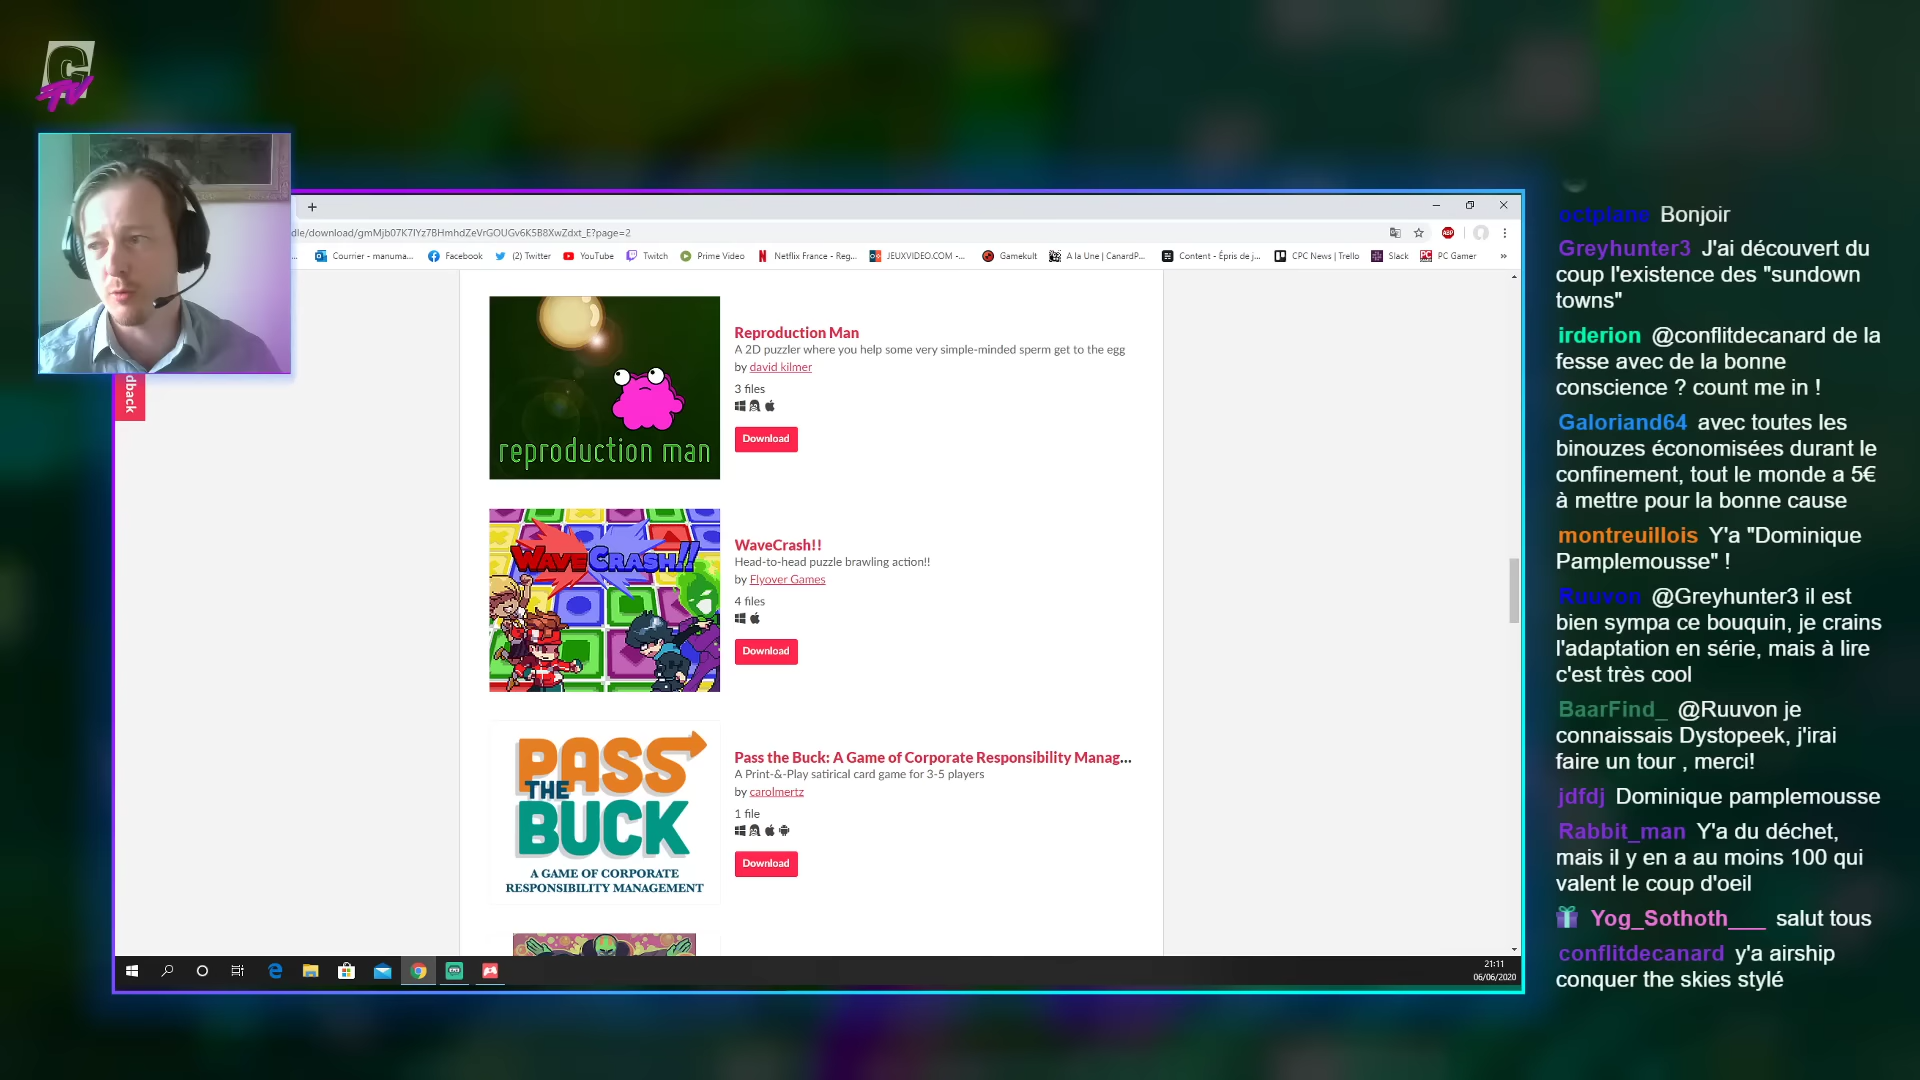 C
TV
dle/download/gmMjb07K7IYz7BHmhdZeVrGOUGv6K5B8XwZdxt_E?page=2
Courrier - manuma...
Facebook
(2) Twitter
YouTube
Twitch
Prime Video
Netflix France - Reg...
JEUXVIDEO.COM -...
Gamekult
A la Une | CanardP...
Content - Épris de j...
CPC News | Trello
Slack
PC Gamer
»
ABP
dback
reproduction man
Reproduction Man
A 2D puzzler where you help some very simple-minded sperm get to the egg
by david kilmer
3 files
Download
WAVECRASH!!
WaveCrash!!
Head-to-head puzzle brawling action!!
by Flyover Games
4 files
Download
PASS
THE
BUCK
A GAME OF CORPORATE
RESPONSIBILITY MANAGEMENT
Pass the Buck: A Game of Corporate Responsibility Manag...
A Print-&-Play satirical card game for 3-5 players
by carolmertz
1 file
Download
21:11
06/06/2020
octplane Bonjoir
Greyhunter3 J'ai découvert du
coup l'existence des "sundown
towns"
irderion @conflitdecanard de la
fesse avec de la bonne
conscience ? count me in !
Galoriand64 avec toutes les
binouzes économisées durant le
confinement, tout le monde a 5€
à mettre pour la bonne cause
montreuillois Y'a "Dominique
Pamplemousse" !
Ruuvon @Greyhunter3 il est
bien sympa ce bouquin, je crains
l'adaptation en série, mais à lire
c'est très cool
BaarFind_ @Ruuvon je
connaissais Dystopeek, j'irai
faire un tour , merci!
jdfdj Dominique pamplemousse
Rabbit_man Y'a du déchet,
mais il y en a au moins 100 qui
valent le coup d'oeil
Yog_Sothoth___ salut tous
conflitdecanard y'a airship
conquer the skies stylé